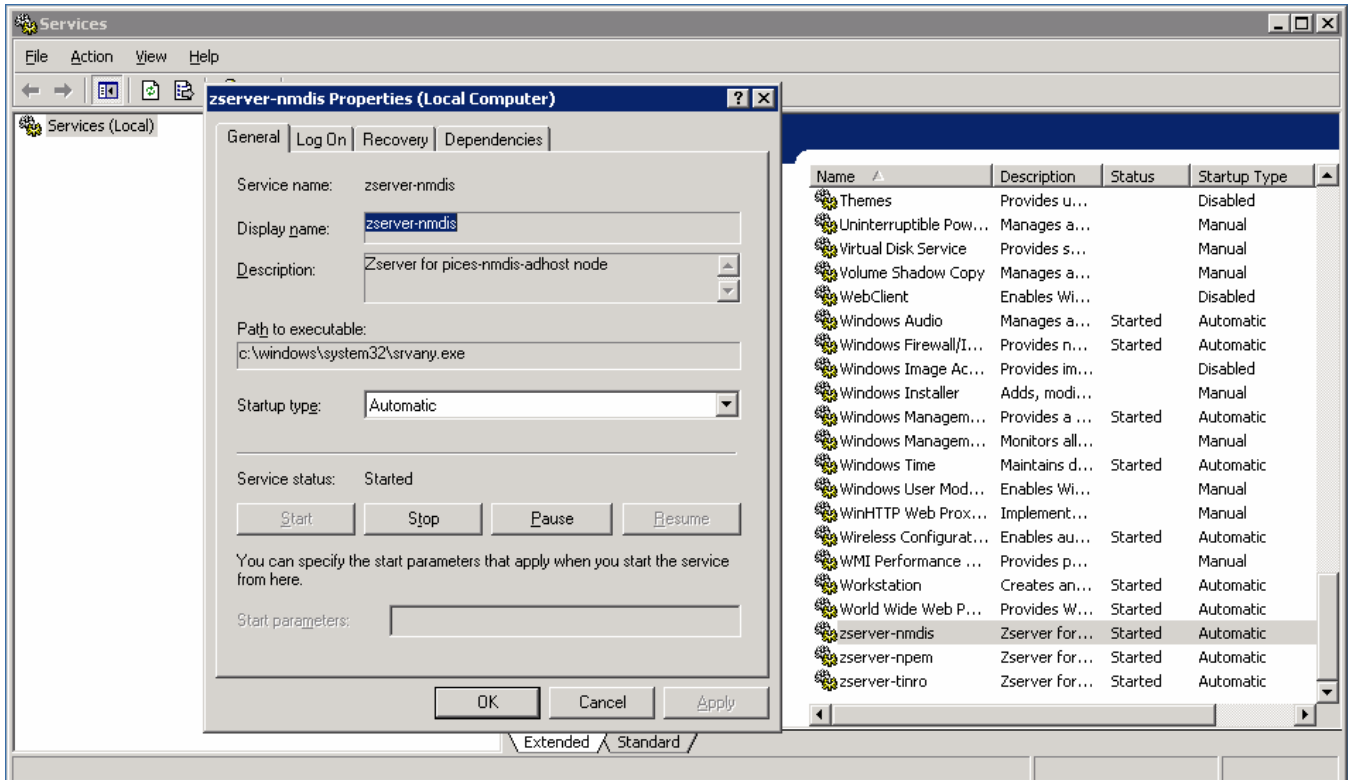 Services
File Action View Help
zserver-nmdis Properties (Local Computer)
Services (Local)
General Log On Recovery Dependencies
Service name: zserver-nmdis
Display name: zserver-nmdis
Description: Zserver for pices-nmdis-adhost node
Path to executable:
c:\windows\system32\srvany.exe
Startup type: Automatic
Service status: Started
Start Stop Pause Resume
You can specify the start parameters that apply when you start the service
from here.
Start parameters:
OK Cancel Apply
Name Description Status Startup Type
Themes Provides u... Disabled
Uninterruptible Pow... Manages a... Manual
Virtual Disk Service Provides s... Manual
Volume Shadow Copy Manages a... Manual
WebClient Enables Wi... Disabled
Windows Audio Manages a... Started Automatic
Windows Firewall/I... Provides n... Started Automatic
Windows Image Ac... Provides im... Disabled
Windows Installer Adds, modi... Manual
Windows Managem... Provides a ... Started Automatic
Windows Managem... Monitors all... Manual
Windows Time Maintains d... Started Automatic
Windows User Mod... Enables Wi... Manual
WinHTTP Web Prox... Implement... Manual
Wireless Configurat... Enables au... Started Automatic
WMI Performance ... Provides p... Manual
Workstation Creates an... Started Automatic
World Wide Web P... Provides W... Started Automatic
zserver-nmdis Zserver for... Started Automatic
zserver-npem Zserver for... Started Automatic
zserver-tinro Zserver for... Started Automatic
Extended Standard